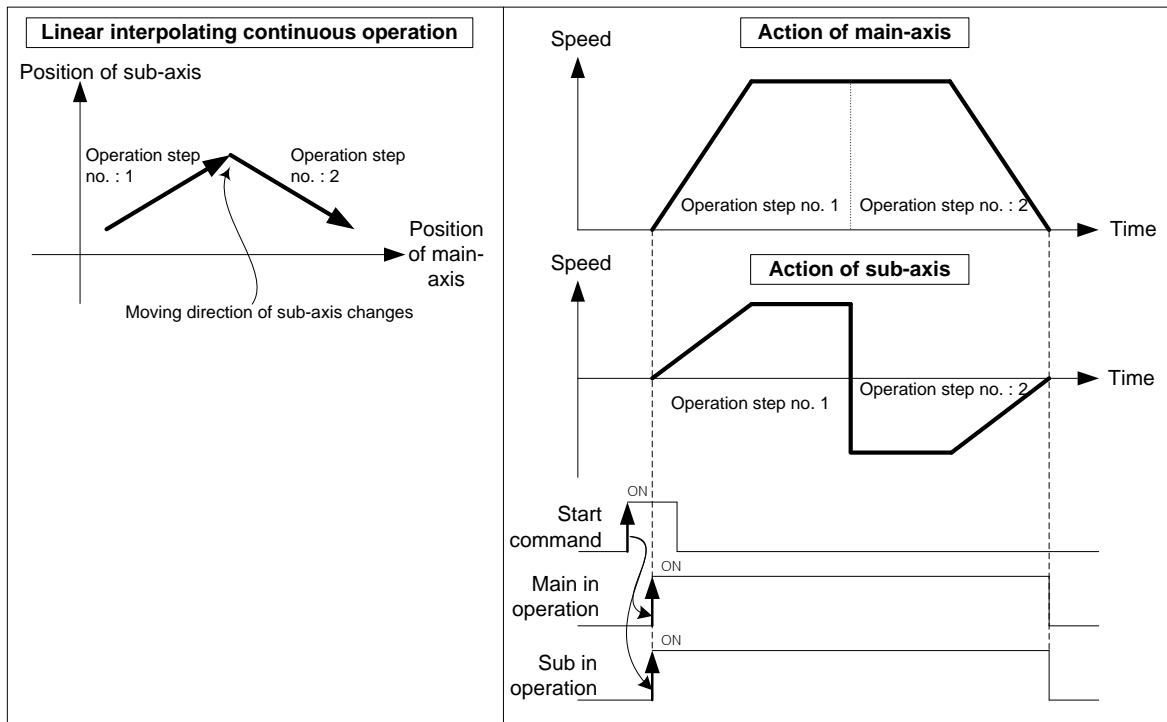 Linear interpolating continuous operation
Position of sub-axis
Operation step
no. : 1
Operation step
no. : 2
Position
of main-
axis
Moving direction of sub-axis changes
Action of main-axis
Speed
Operation step no. 1
Operation step no. : 2
Time
Action of sub-axis
Speed
Operation step no. 1
Operation step no. : 2
Time
ON
Start
command
ON
Main in
operation
ON
Sub in
operation